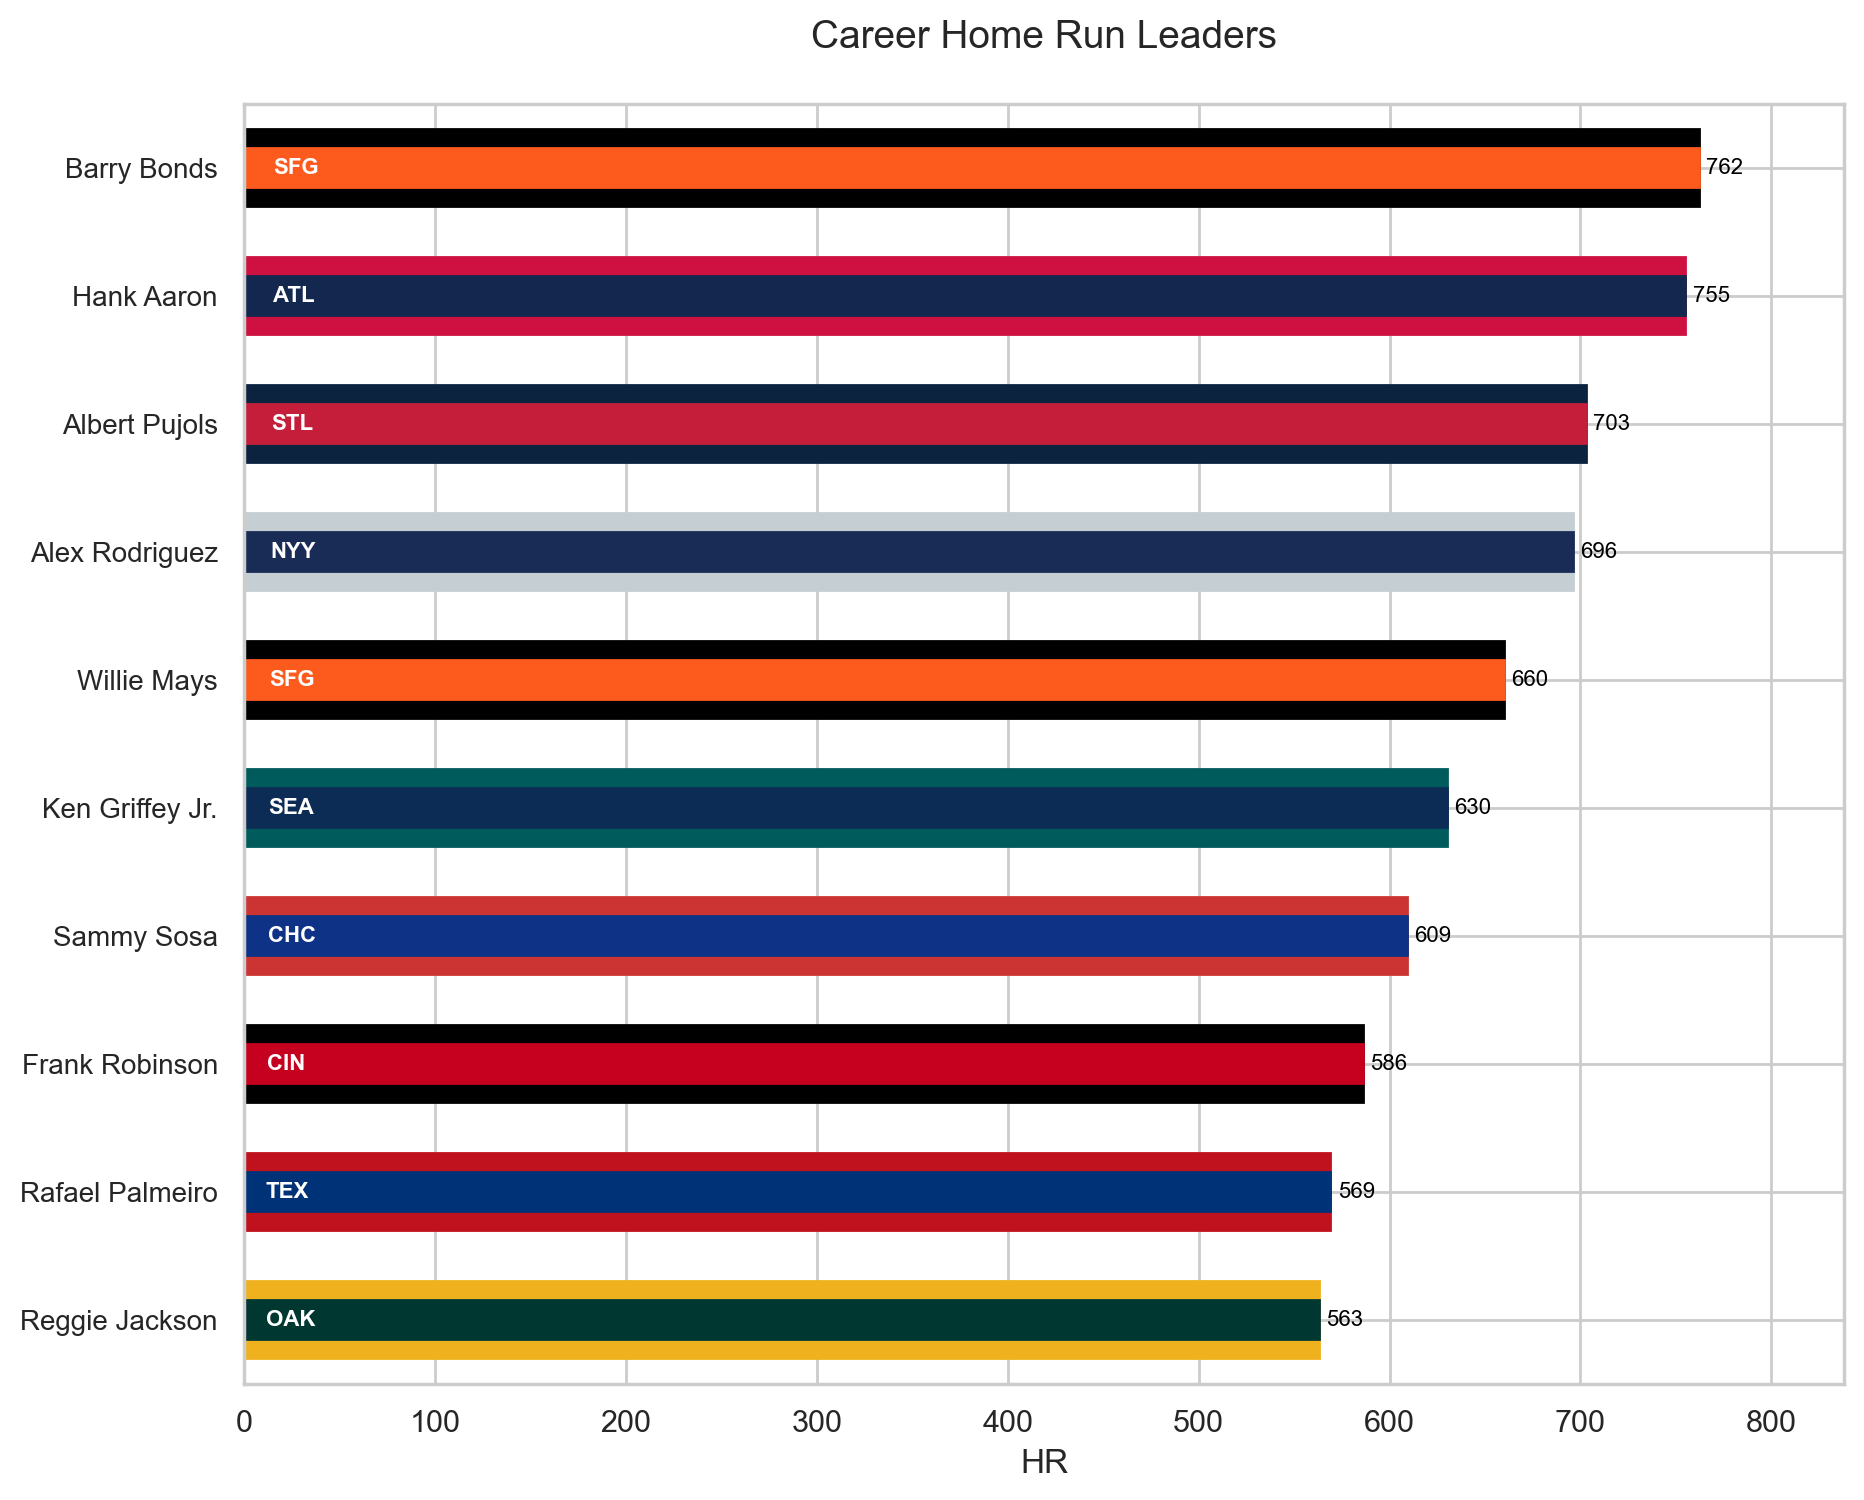 Career Home Run Leaders
Barry Bonds SFG 762
Hank Aaron ATL 755
Albert Pujols STL 703
Alex Rodriguez NYY 696
Willie Mays SFG 660
Ken Griffey Jr. SEA 630
Sammy Sosa CHC 609
Frank Robinson CIN 586
Rafael Palmeiro TEX 569
Reggie Jackson OAK 563
0 100 200 300 400 500 600 700 800
HR